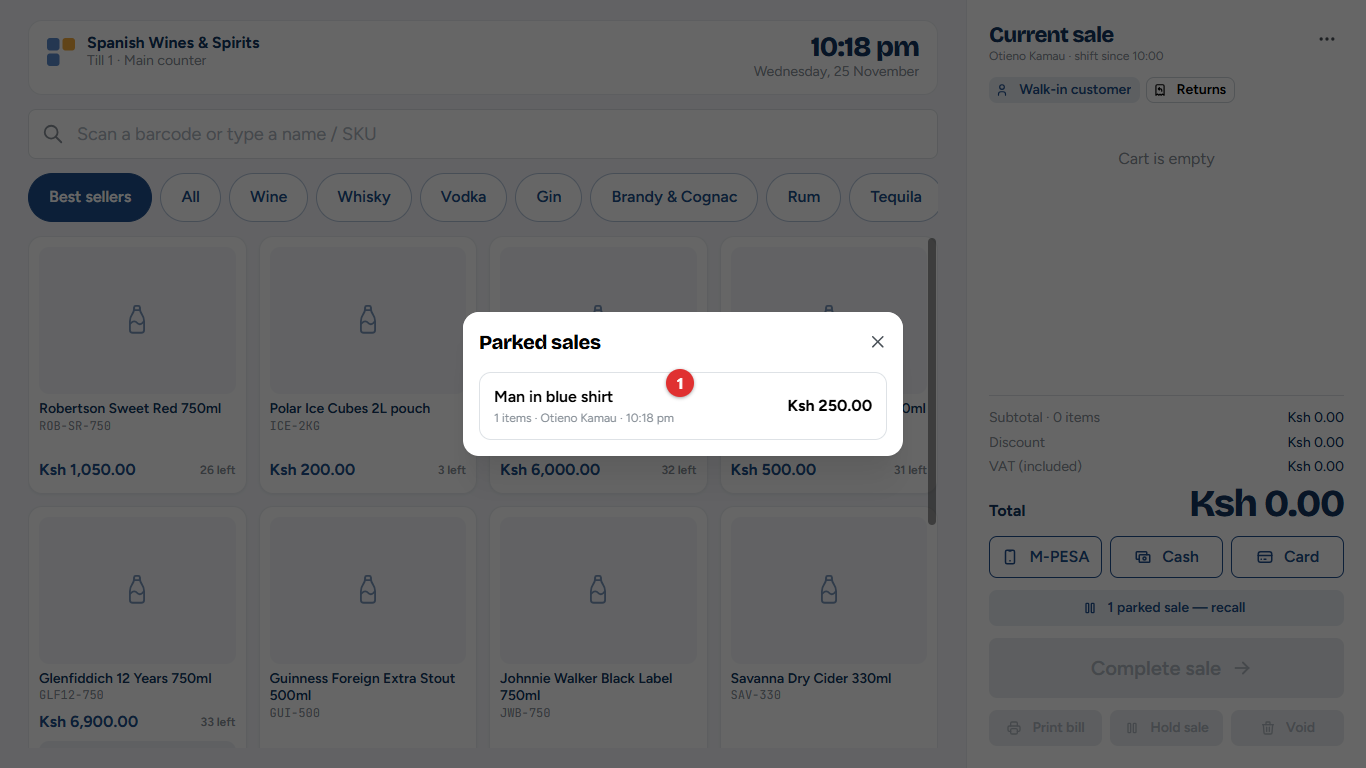 Spanish Wines & Spirits
Till 1 · Main counter
10:18 pm
Wednesday, 25 November
Scan a barcode or type a name / SKU
Best sellers
All
Wine
Whisky
Vodka
Gin
Brandy & Cognac
Rum
Tequila
Robertson Sweet Red 750ml
ROB-SR-750
Ksh 1,050.00
26 left
Polar Ice Cubes 2L pouch
ICE-2KG
Ksh 200.00
3 left
Ksh 6,000.00
32 left
Ksh 500.00
31 left
Glenfiddich 12 Years 750ml
GLF12-750
Ksh 6,900.00
33 left
Guinness Foreign Extra Stout
500ml
GUI-500
Johnnie Walker Black Label
750ml
JWB-750
Savanna Dry Cider 330ml
SAV-330
Parked sales
1
Man in blue shirt
1 items · Otieno Kamau · 10:18 pm
Ksh 250.00
Current sale
Otieno Kamau · shift since 10:00
Walk-in customer
Returns
Cart is empty
Subtotal · 0 items
Ksh 0.00
Discount
Ksh 0.00
VAT (included)
Ksh 0.00
Total
Ksh 0.00
M-PESA
Cash
Card
1 parked sale — recall
Complete sale
Print bill
Hold sale
Void